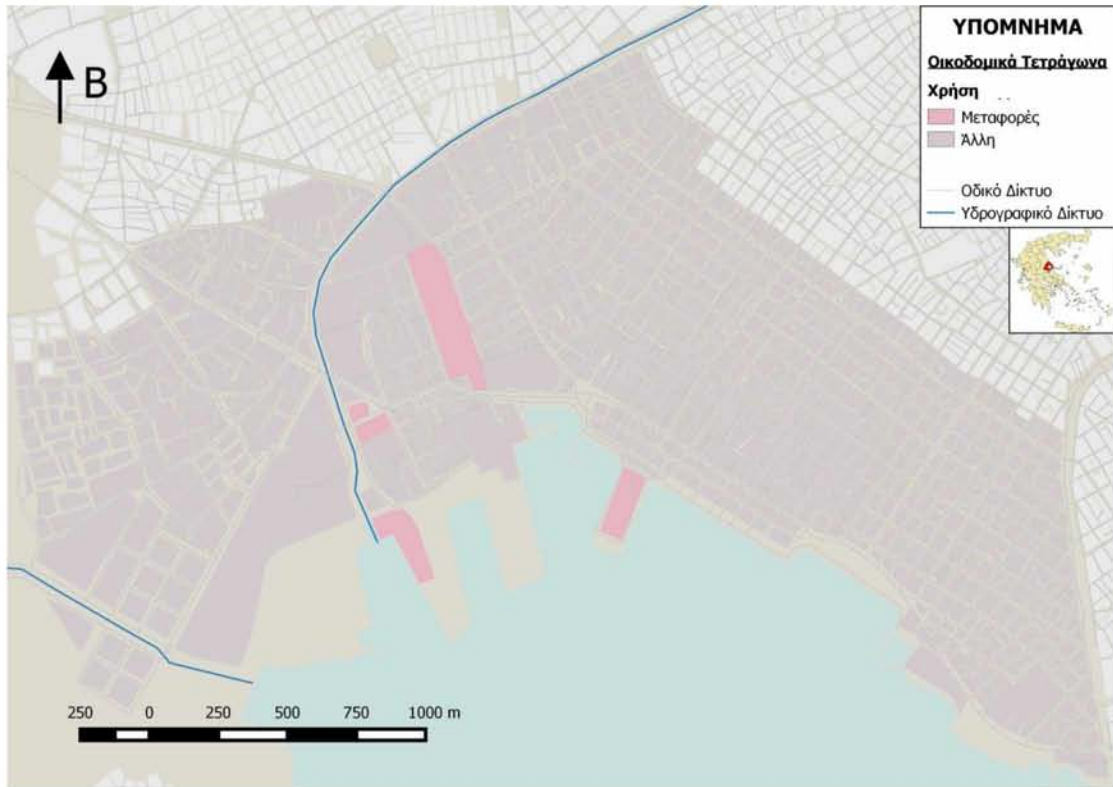 B
ΥΠΟΜΝΗΜΑ
Οικοδομικά Τετράγωνα
Χρήση
Μεταφορές
Άλλη
Οδικό Δίκτυο
Υδρογραφικό Δίκτυο
250 0 250 500 750 1000 m